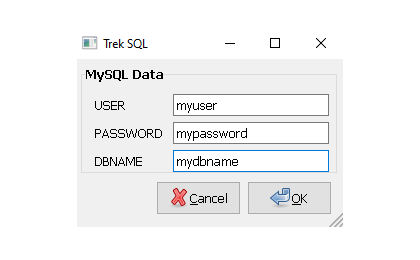 Trek SQL
MySQL Data
USER myuser
PASSWORD mypassword
DBNAME mydbname
Cancel OK